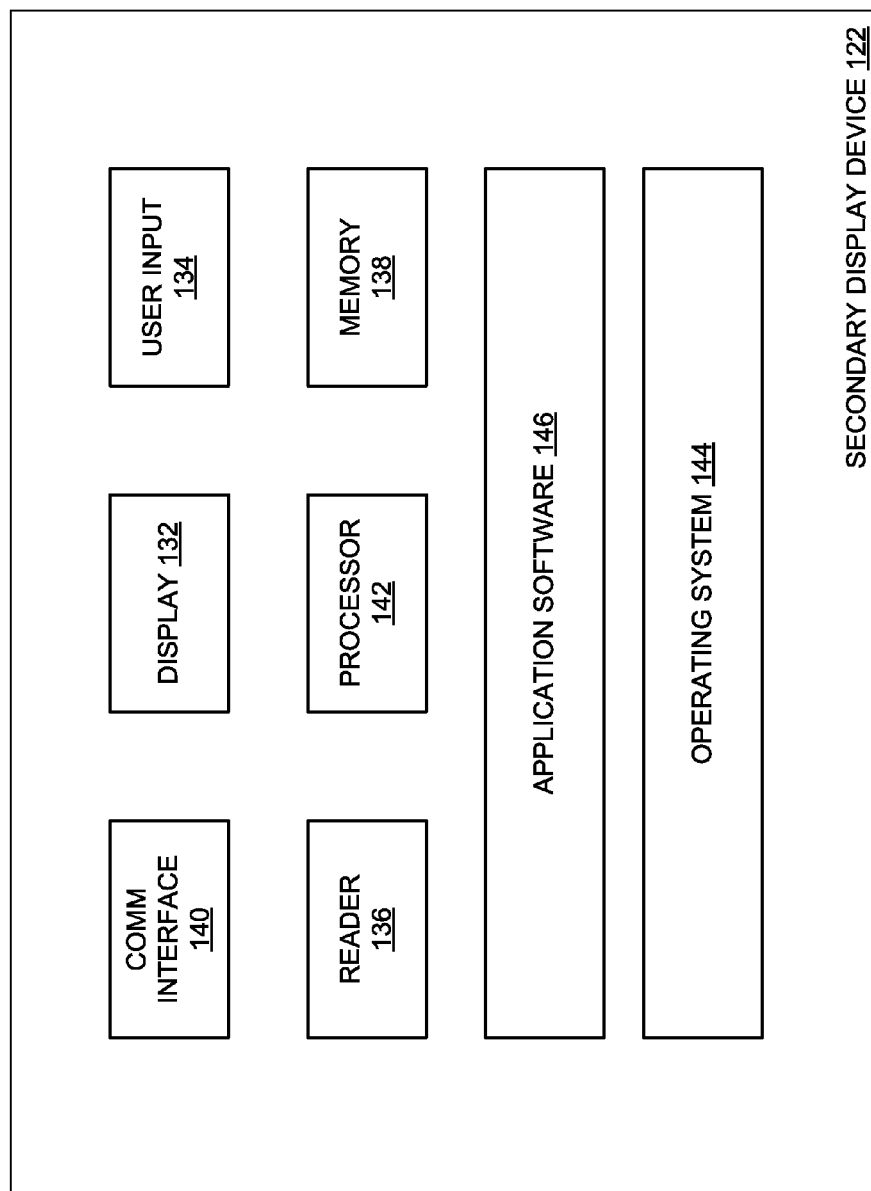 COMM
INTERFACE
140
DISPLAY 132
USER INPUT
134
READER
136
PROCESSOR
142
MEMORY
138
APPLICATION SOFTWARE 146
OPERATING SYSTEM 144
SECONDARY DISPLAY DEVICE 122